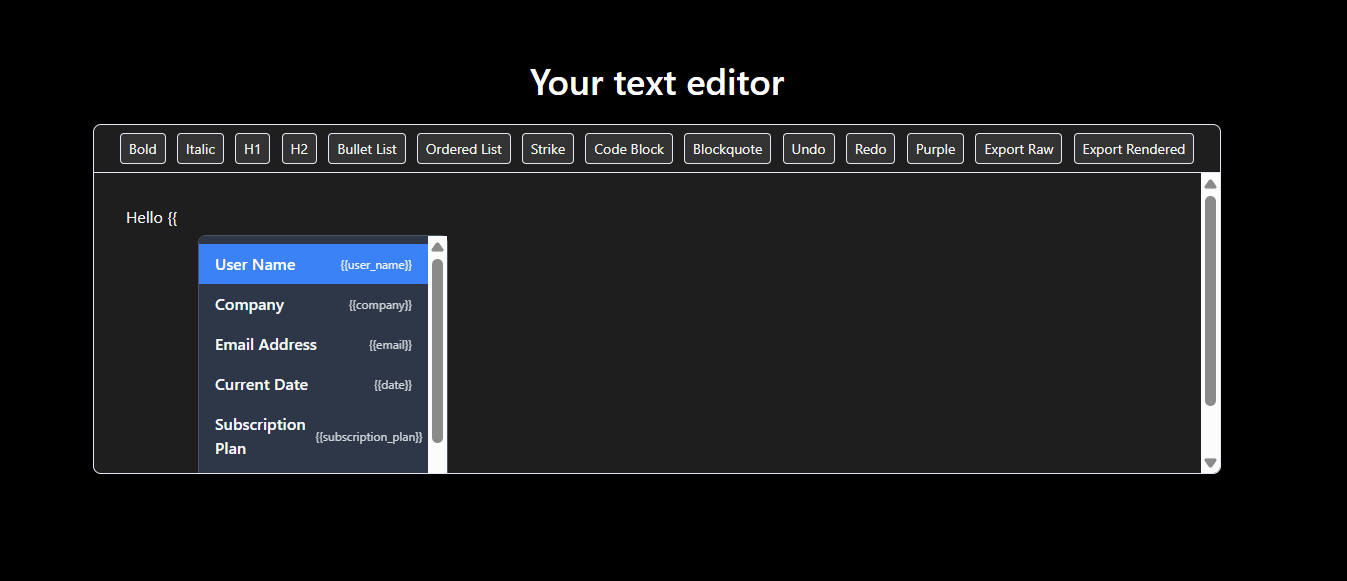 Your text editor
Bold Italic H1 H2 Bullet List Ordered List Strike Code Block Blockquote Undo Redo Purple Export Raw Export Rendered
Hello {{
User Name {{user_name}}
Company {{company}}
Email Address {{email}}
Current Date {{date}}
Subscription Plan {{subscription_plan}}